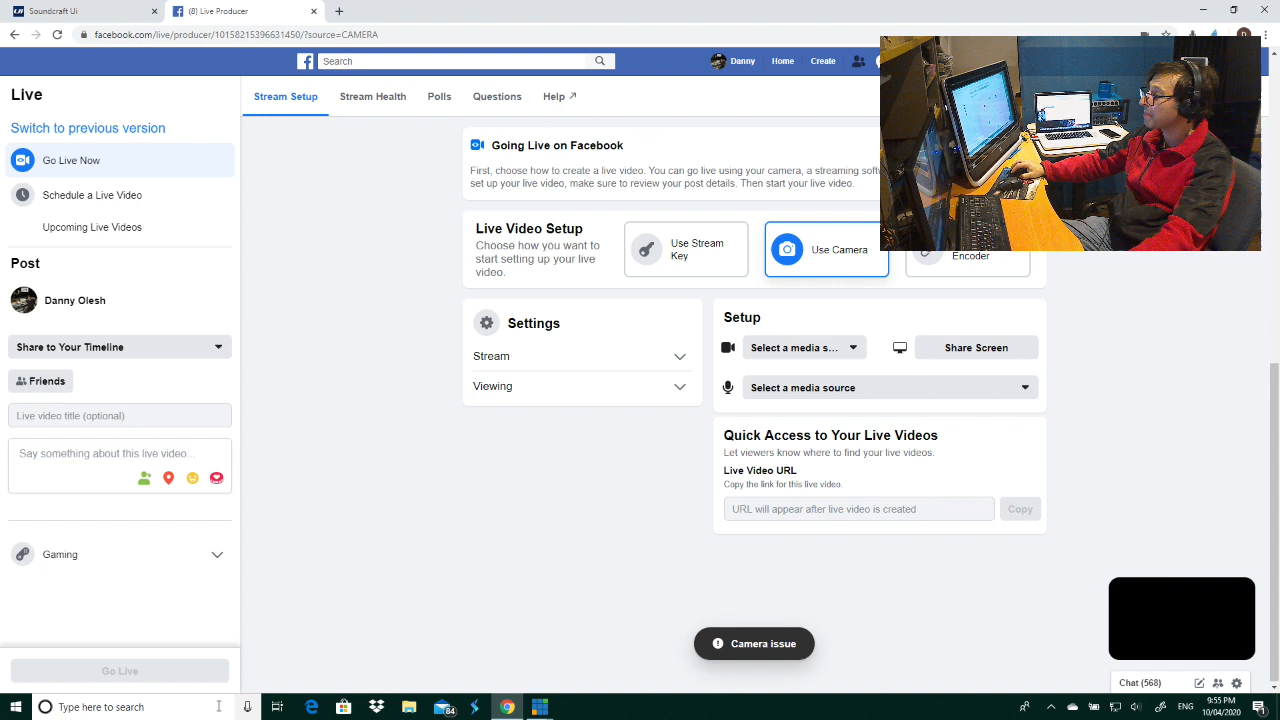 Soundcraft Ui
(8) Live Producer
facebook.com/live/producer/10158215396631450/?source=CAMERA
Search
Danny
Home
Create
Live
Switch to previous version
Go Live Now
Schedule a Live Video
Upcoming Live Videos
Post
Danny Olesh
Share to Your Timeline
Friends
Live video title (optional)
Say something about this live video...
Gaming
Go Live
Stream Setup
Stream Health
Polls
Questions
Help
Going Live on Facebook
First, choose how you want to create a live video. You can go live using your camera, a streaming
set up your live video, make sure to review your post details. Then start your live video.
Live Video Setup
Choose how you want to
start setting up your live
video.
Use Stream
Key
Use Camera
Encoder
Settings
Stream
Viewing
Setup
Select a media s...
Share Screen
Select a media source
Quick Access to Your Live Videos
Let viewers know where to find your live videos.
Live Video URL
Copy the link for this live video.
URL will appear after live video is created
Copy
Camera issue
Chat (568)
Type here to search
84
ENG
9:55 PM
10/04/2020
1